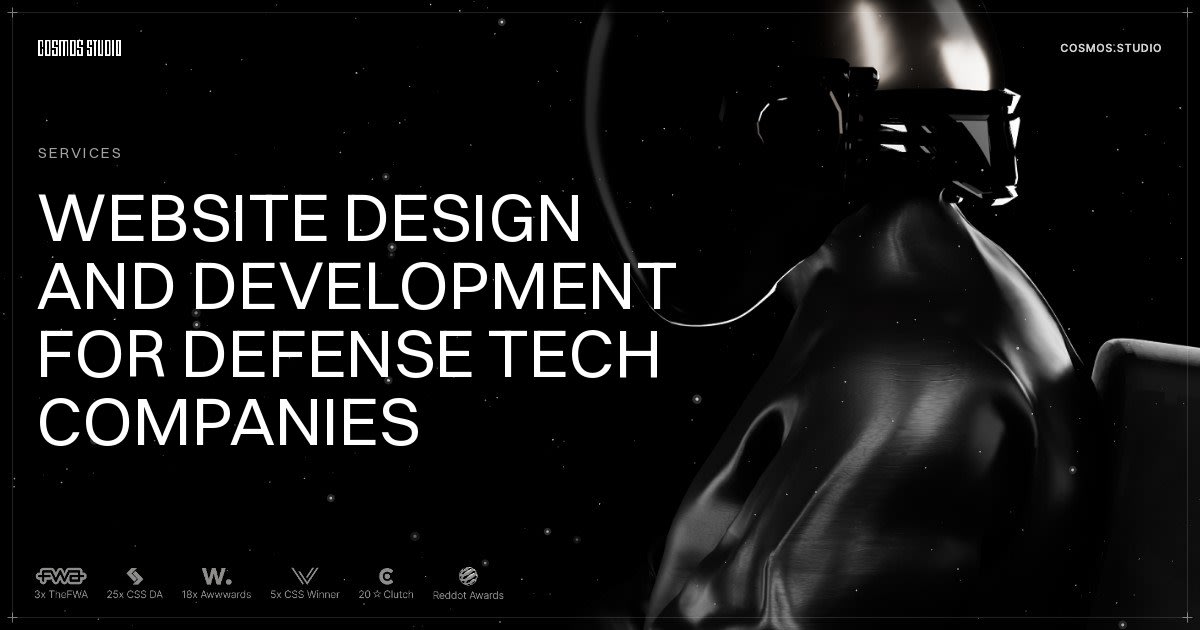 COSMOS STUDIO
COSMOS.STUDIO
SERVICES
WEBSITE DESIGN
AND DEVELOPMENT
FOR DEFENSE TECH
COMPANIES
FWA W. C
3x TheFWA 25x CSS DA 18x Awwwards 5x CSS Winner 20 ☆ Clutch Reddot Awards